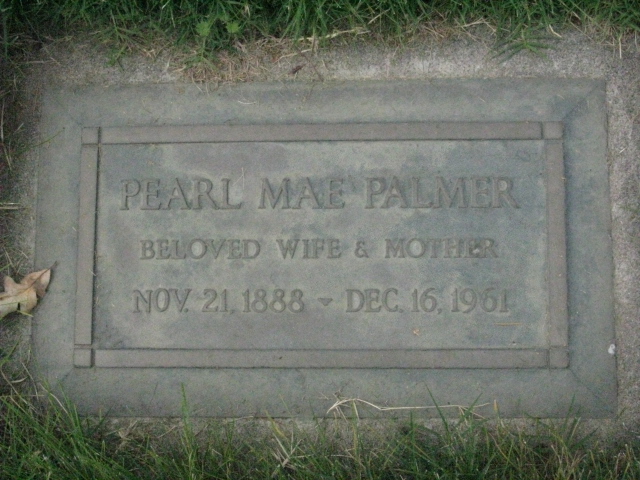 PEARL MAE PALMER
BELOVED WIFE & MOTHER
NOV. 21, 1888 - DEC. 16, 1961